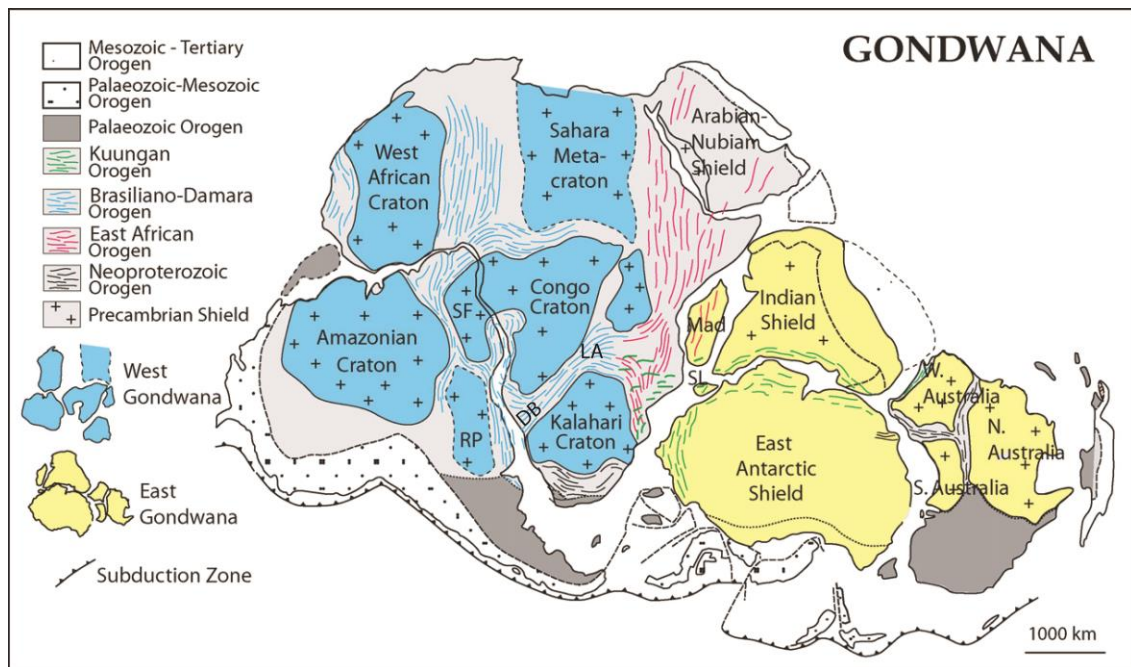 GONDWANA
Mesozoic - Tertiary
Orogen
Palaeozoic-Mesozoic
Orogen
Palaeozoic Orogen
Kuungan
Orogen
Brasiliano-Damara
Orogen
East African
Orogen
Neoproterozoic
Orogen
Precambrian Shield
West
Gondwana
East
Gondwana
Subduction Zone
West
African
Craton
Sahara
Meta-
craton
Arabian-
Nubiam
Shield
Amazonian
Craton
SF
Congo
Craton
LA
Mad
Indian
Shield
SL
RP
DB
Kalahari
Craton
East
Antarctic
Shield
W.
Australia
N.
Australia
S. Australia
1000 km